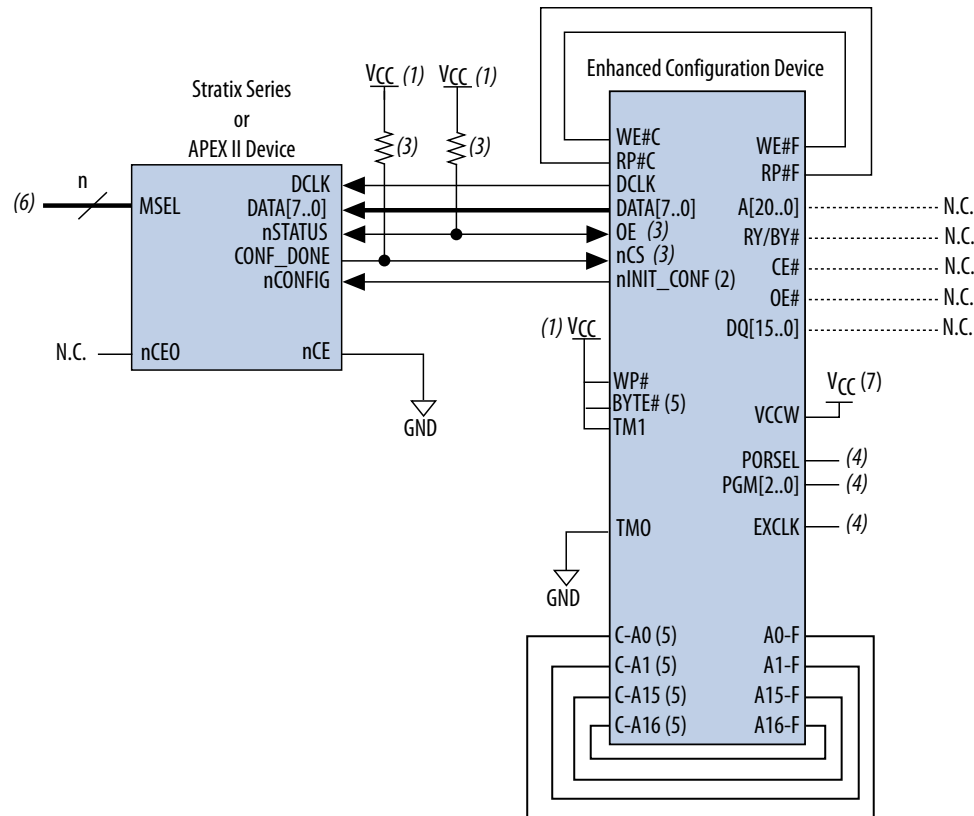 Enhanced Configuration Device
Stratix Series
or
APEX II Device
VCC (1)
VCC (1)
(3)
(3)
n
(6)
MSEL
DCLK
DATA[7..0]
nSTATUS
CONF_DONE
nCONFIG
N.C.
nCEO
nCE
GND
WE#C
RP#C
DCLK
DATA[7..0]
OE (3)
nCS (3)
nINIT_CONF (2)
(1) VCC
WP#
BYTE# (5)
TM1
TM0
GND
C-A0 (5)
C-A1 (5)
C-A15 (5)
C-A16 (5)
WE#F
RP#F
A[20..0]
N.C.
RY/BY#
N.C.
CE#
N.C.
OE#
N.C.
DQ[15..0]
N.C.
VCC (7)
VCCW
PORSEL
(4)
PGM[2..0]
(4)
EXCLK
(4)
A0-F
A1-F
A15-F
A16-F